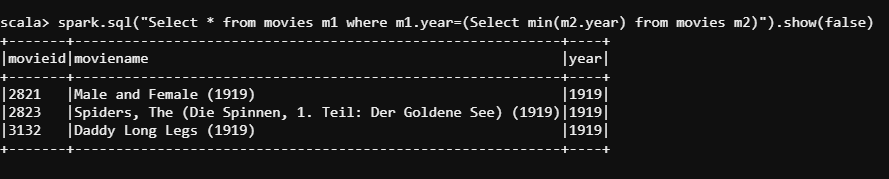 scala> spark.sql("Select * from movies m1 where m1.year=(Select min(m2.year) from movies m2)").show(false)
+-------+--------------------------------------------------------+----+
|movieid|moviename                                               |year|
+-------+--------------------------------------------------------+----+
|2821   |Male and Female (1919)                                  |1919|
|2823   |Spiders, The (Die Spinnen, 1. Teil: Der Goldene See) (1919)|1919|
|3132   |Daddy Long Legs (1919)                                  |1919|
+-------+--------------------------------------------------------+----+